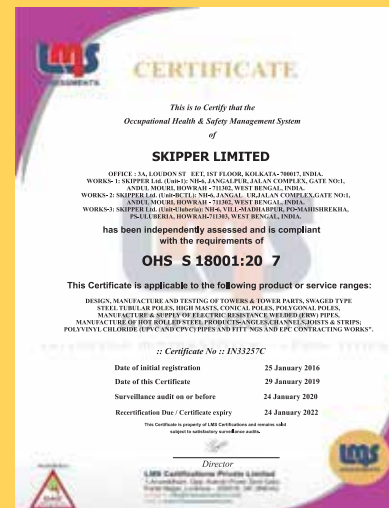 LMS
CERTIFICATE
This is to Certify that the
Occupational Health & Safety Management System
of
SKIPPER LIMITED
OFFICE : 3A, LOUDON ST EET, 1ST FLOOR, KOLKATA- 700017, INDIA.
WORKS- 1: SKIPPER Ltd. (Unit-1): NH-6, JANGALPUR, JALAN COMPLEX, GATE NO:1,
ANDUL MOURI, HOWRAH - 711302, WEST BENGAL, INDIA.
WORKS- 2: SKIPPER Ltd. (Unit-BCTL): NH-6, JANGAL UR,JALAN COMPLEX,GATE NO:1,
ANDUL MOURI, HOWRAH - 711302, WEST BENGAL, INDIA.
WORKS-3: SKIPPER Ltd. (Unit-Uluberia): NH-6, VILL-MADHABPUR, PO-MAHISHREKHA,
PS-ULUBERIA, HOWRAH-711303, WEST BENGAL, INDIA.
has been independently assessed and is compliant
with the requirements of
OHS S 18001:20 7
This Certificate is applicable to the following product or service ranges:
DESIGN, MANUFACTURE AND TESTING OF TOWERS & TOWER PARTS, SWAGED TYPE
STEEL TUBULAR POLES, HIGH MASTS, CONICAL POLES, POLYGONAL POLES,
MANUFACTURE & SUPPLY OF ELECTRIC RESISTANCE WELDED (ERW) PIPES,
MANUFACTURE OF HOT ROLLED STEEL PRODUCTS-ANGLES,CHANNELS,JOISTS & STRIPS;
POLYVINYL CHLORIDE (UPVC AND CPVC) PIPES AND FITT NGS AND EPC CONTRACTING WORKS".
:: Certificate No :: IN33257C
Date of initial registration 25 January 2016
Date of this Certificate 29 January 2019
Surveillance audit on or before 24 January 2020
Recertification Due / Certificate expiry 24 January 2022
This Certificate is property of LMS Certifications and remains valid
subject to satisfactory surveillance audits.
Director
LMS Certifications Private Limited
LMS